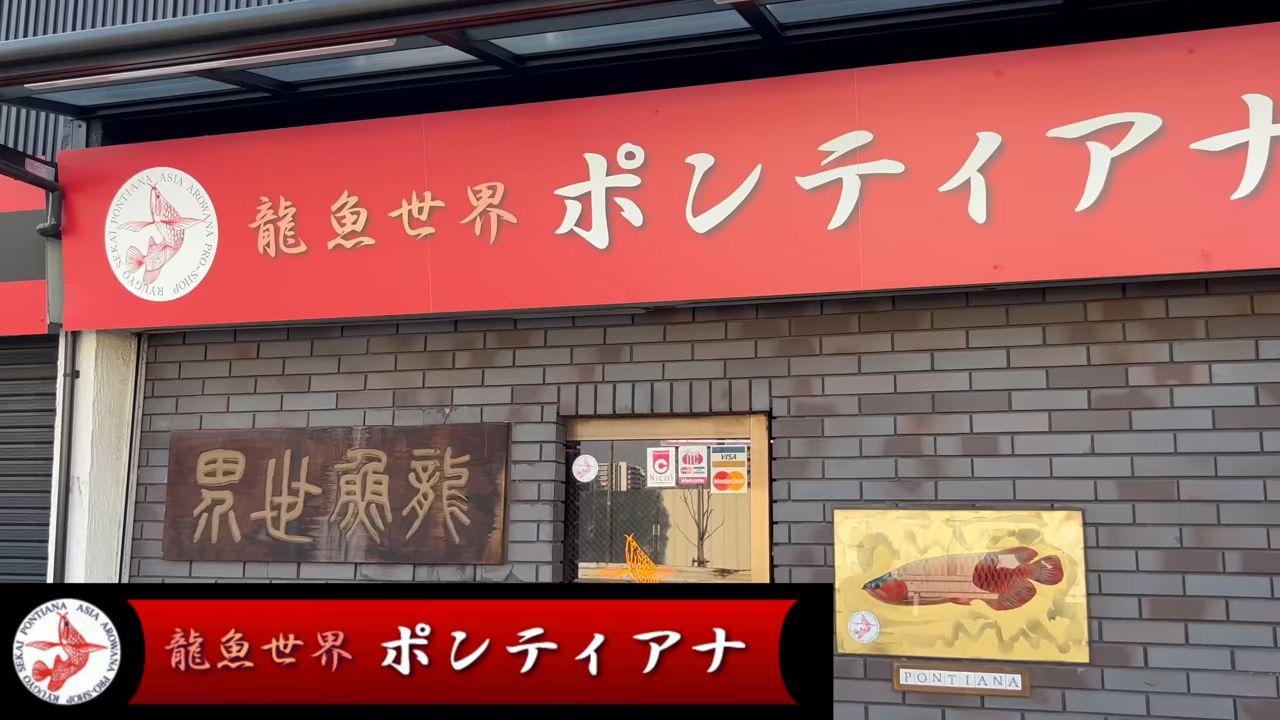 RYUGYO SEKAI PONTIANA ASIA AROWANA PRO-SHOP
龍魚世界 ポンティアナ
界世魚龍
NICOS
Welcome
VISA
MasterCard
PONTIANA
RYUGYO SEKAI PONTIANA ASIA AROWANA PRO-SHOP
龍魚世界 ポンティアナ